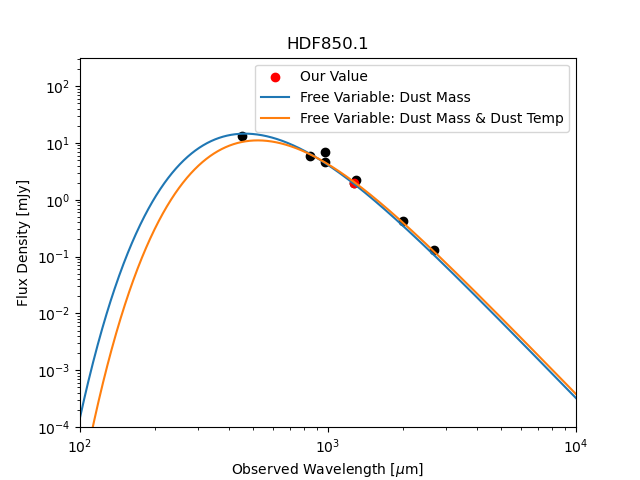 HDF850.1
Our Value
Free Variable: Dust Mass
Free Variable: Dust Mass & Dust Temp
Flux Density [mJy]
10²
10¹
10⁰
10⁻¹
10⁻²
10⁻³
10⁻⁴
10² 10³ 10⁴
Observed Wavelength [μm]